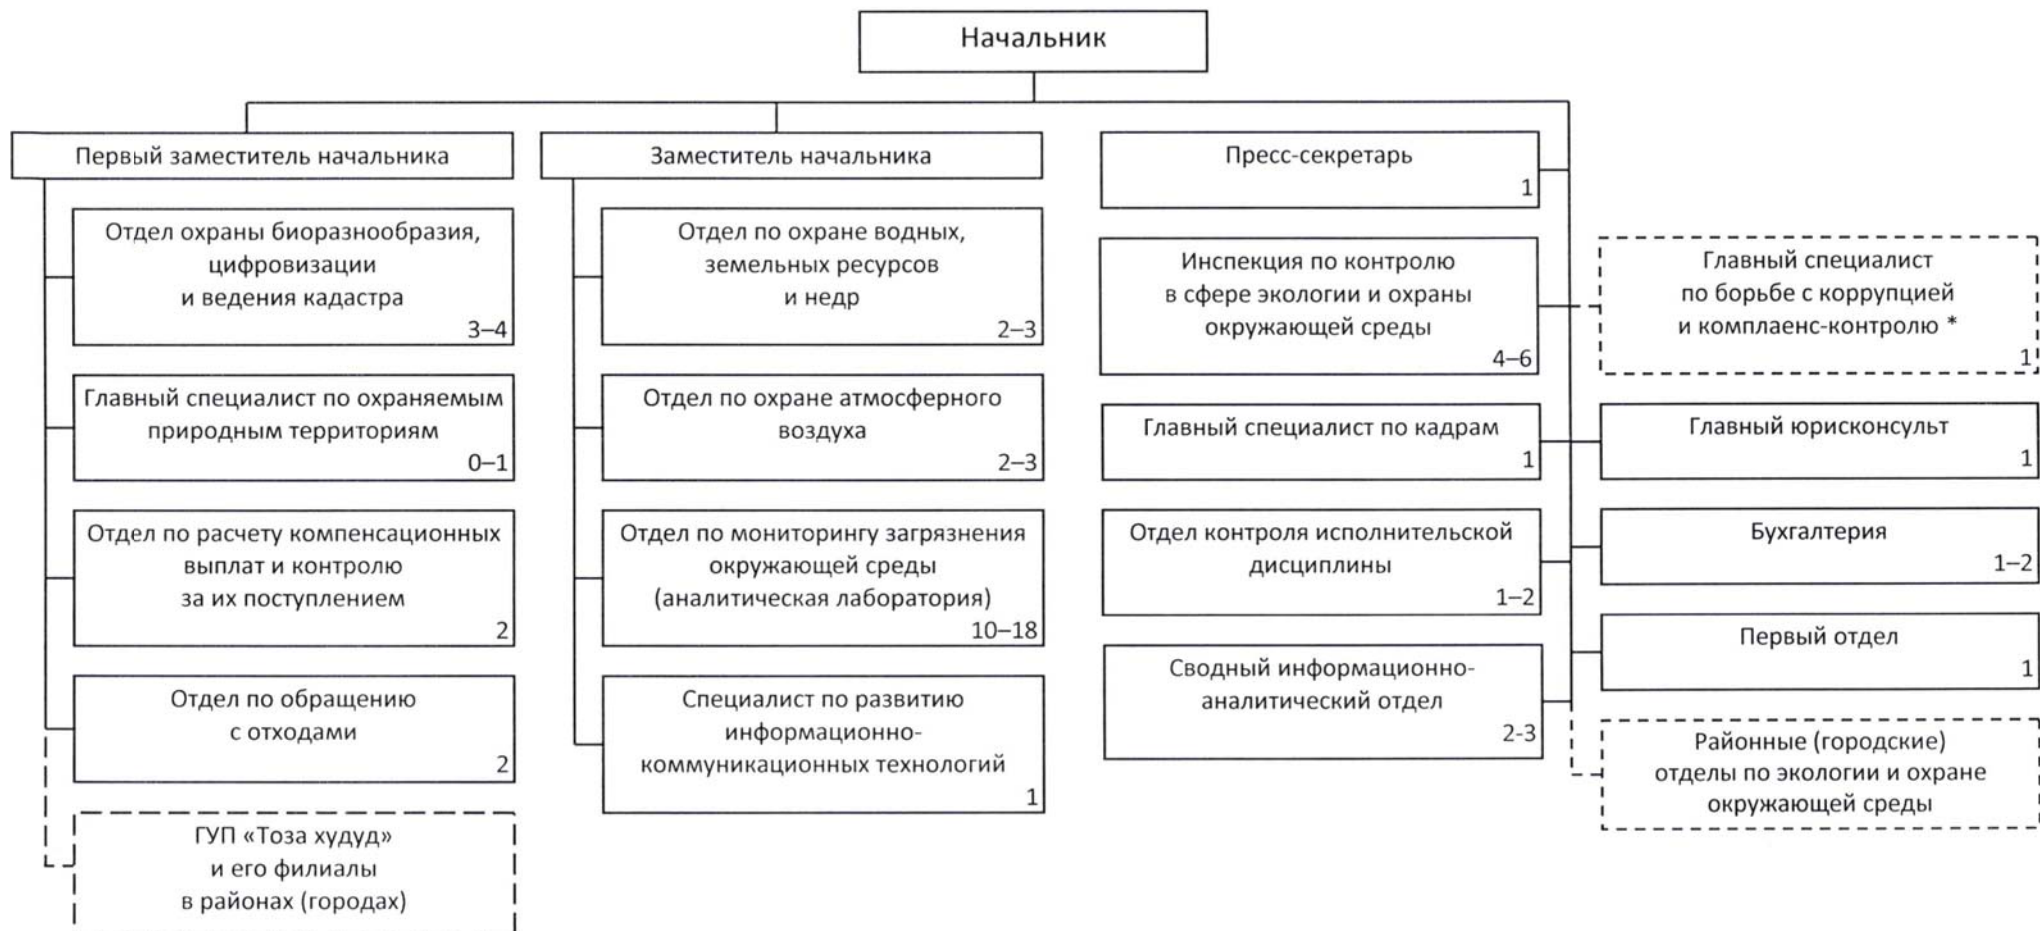 Начальник
Первый заместитель начальника
Отдел охраны биоразнообразия,
цифровизации
и ведения кадастра
3–4
Главный специалист по охраняемым
природным территориям
0–1
Отдел по расчету компенсационных
выплат и контролю
за их поступлением
2
Отдел по обращению
с отходами
2
ГУП «Тоза худуд»
и его филиалы
в районах (городах)
Заместитель начальника
Отдел по охране водных,
земельных ресурсов
и недр
2–3
Отдел по охране атмосферного
воздуха
2–3
Отдел по мониторингу загрязнения
окружающей среды
(аналитическая лаборатория)
10–18
Специалист по развитию
информационно-
коммуникационных технологий
1
Пресс-секретарь
1
Инспекция по контролю
в сфере экологии и охраны
окружающей среды
4–6
Главный специалист по кадрам
1
Отдел контроля исполнительской
дисциплины
1–2
Сводный информационно-
аналитический отдел
2-3
Главный специалист
по борьбе с коррупцией
и комплаенс-контролю *
1
Главный юрисконсульт
1
Бухгалтерия
1–2
Первый отдел
1
Районные (городские)
отделы по экологии и охране
окружающей среды